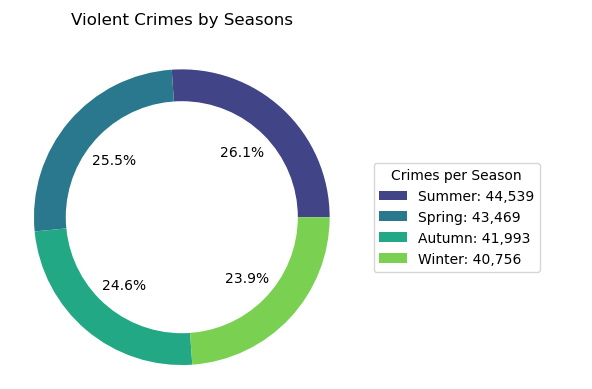 Violent Crimes by Seasons
26.1%
25.5%
24.6%
23.9%
Crimes per Season
Summer: 44,539
Spring: 43,469
Autumn: 41,993
Winter: 40,756